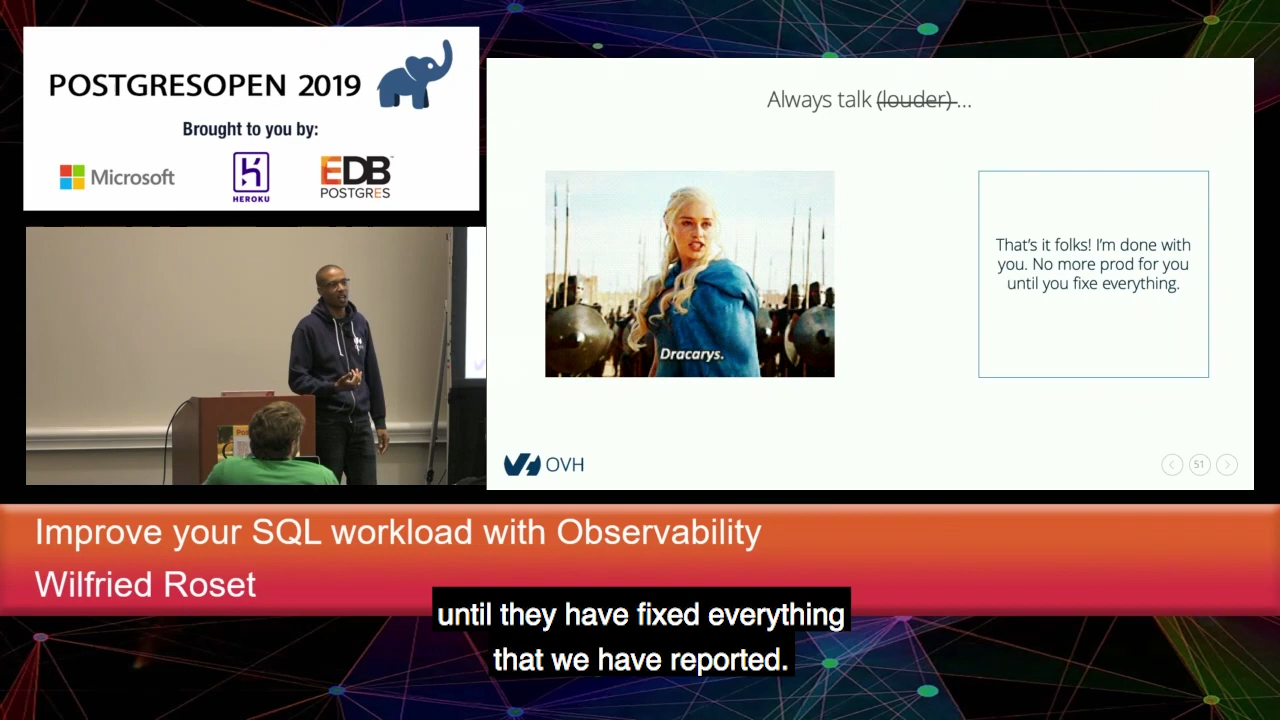 POSTGRESOPEN 2019
Brought to you by:
Microsoft
HEROKU
EDB
POSTGRES
Always talk (louder) ...
Dracarys.
That's it folks! I'm done with
you. No more prod for you
until you fixe everything.
OVH
51
Improve your SQL workload with Observability
Wilfried Roset
until they have fixed everything
that we have reported.